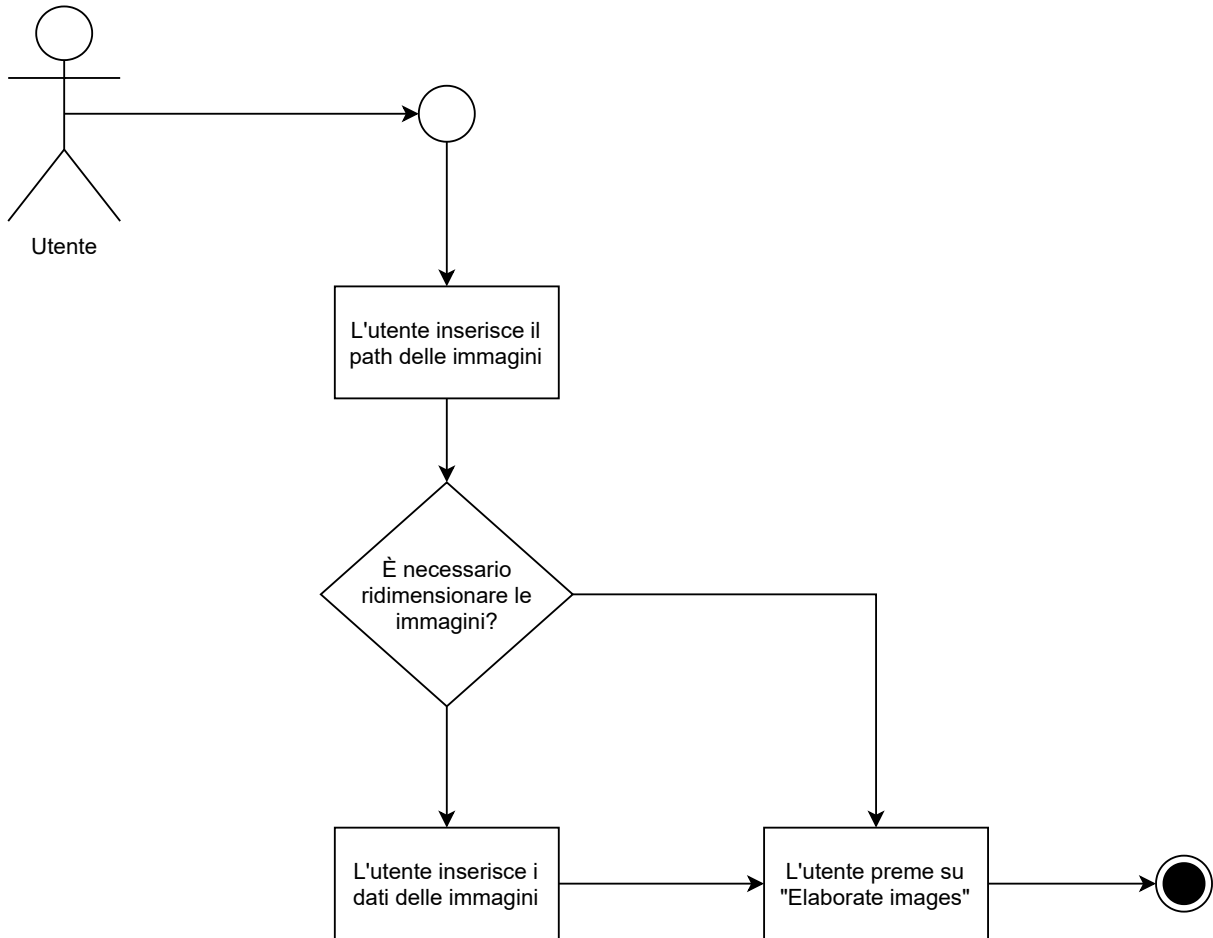 Utente
L'utente inserisce il
path delle immagini
È necessario
ridimensionare le
immagini?
L'utente inserisce i
dati delle immagini
L'utente preme su
"Elaborate images"